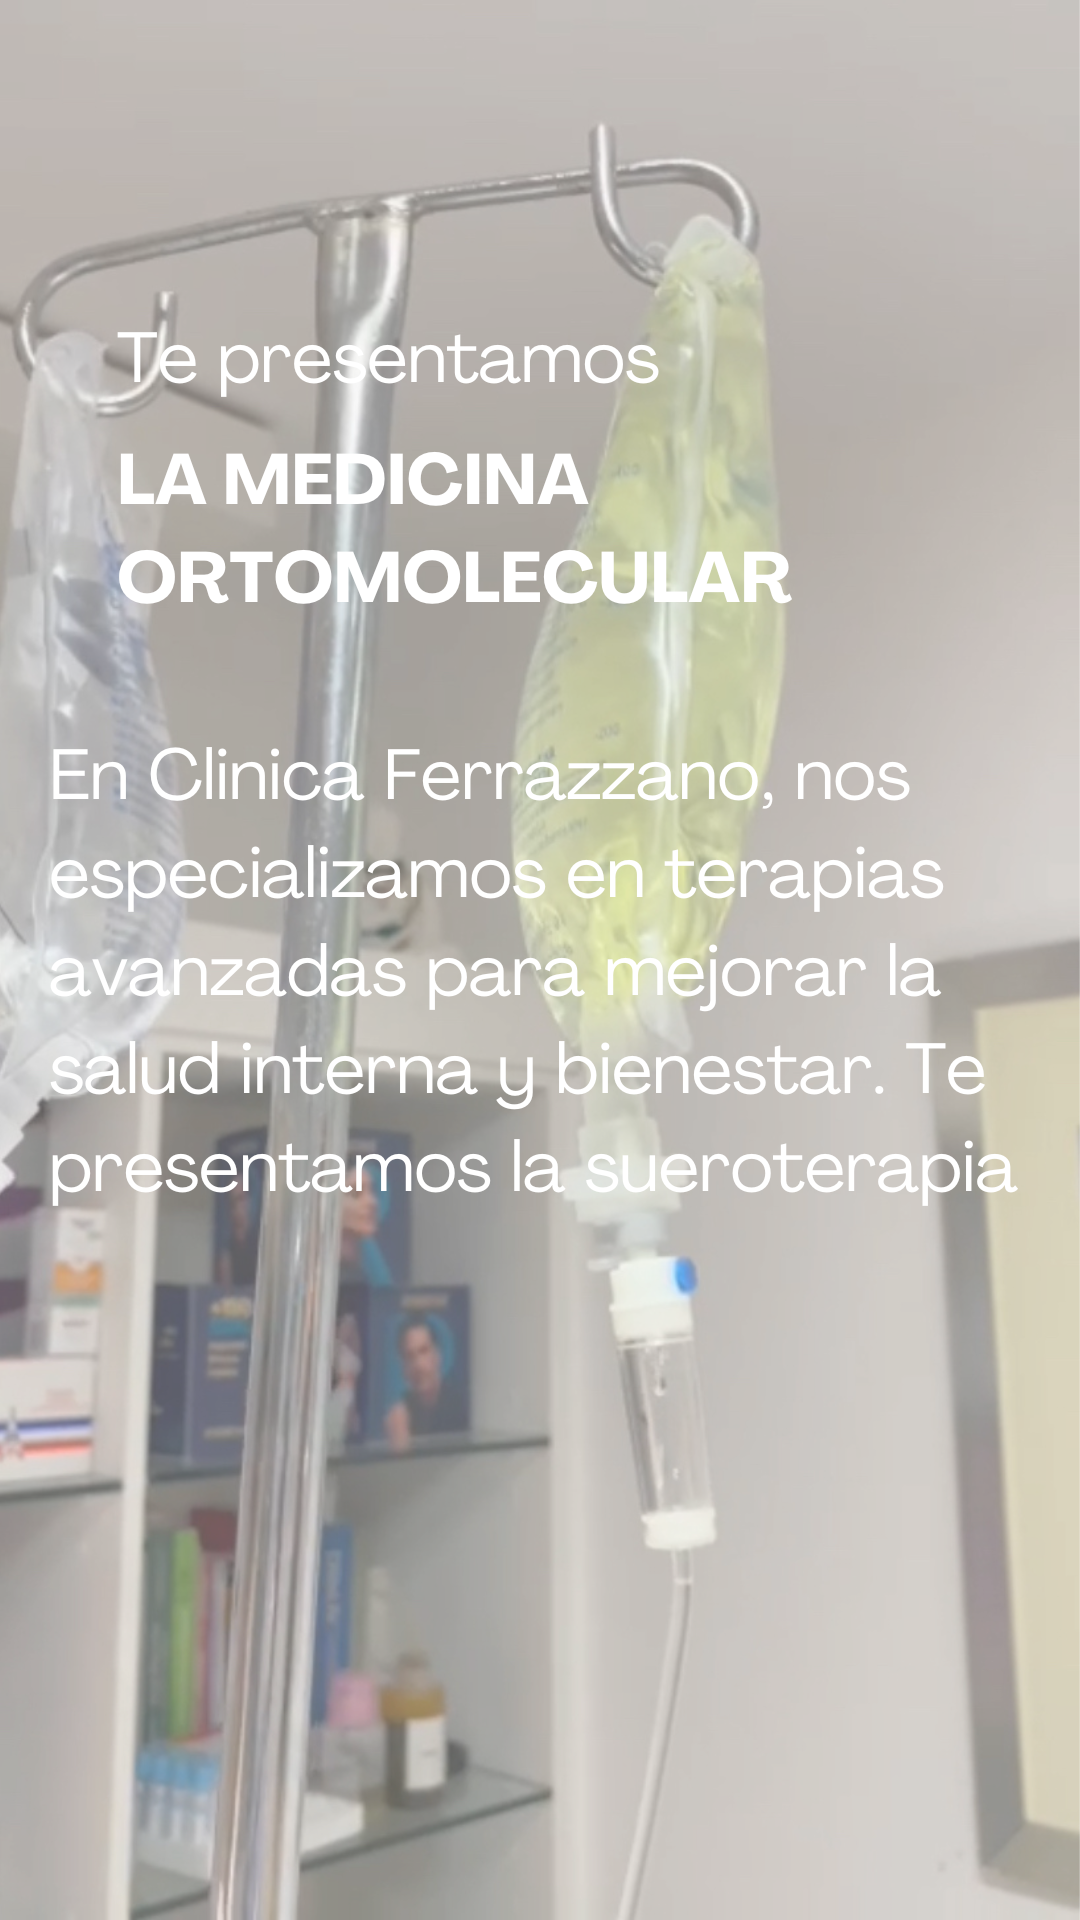 Te presentamos
LA MEDICINA
ORTOMOLECULAR
En Clinica Ferrazzano, nos
especializamos en terapias
avanzadas para mejorar la
salud interna y bienestar. Te
presentamos la sueroterapia